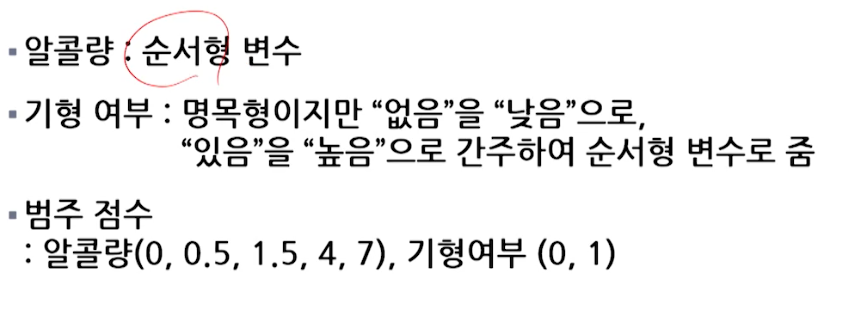 ▪ 알콜량 : 순서형 변수
▪ 기형 여부 : 명목형이지만 “없음”을 “낮음”으로,
“있음”을 “높음”으로 간주하여 순서형 변수로 줌
▪ 범주 점수
: 알콜량(0, 0.5, 1.5, 4, 7), 기형여부 (0, 1)